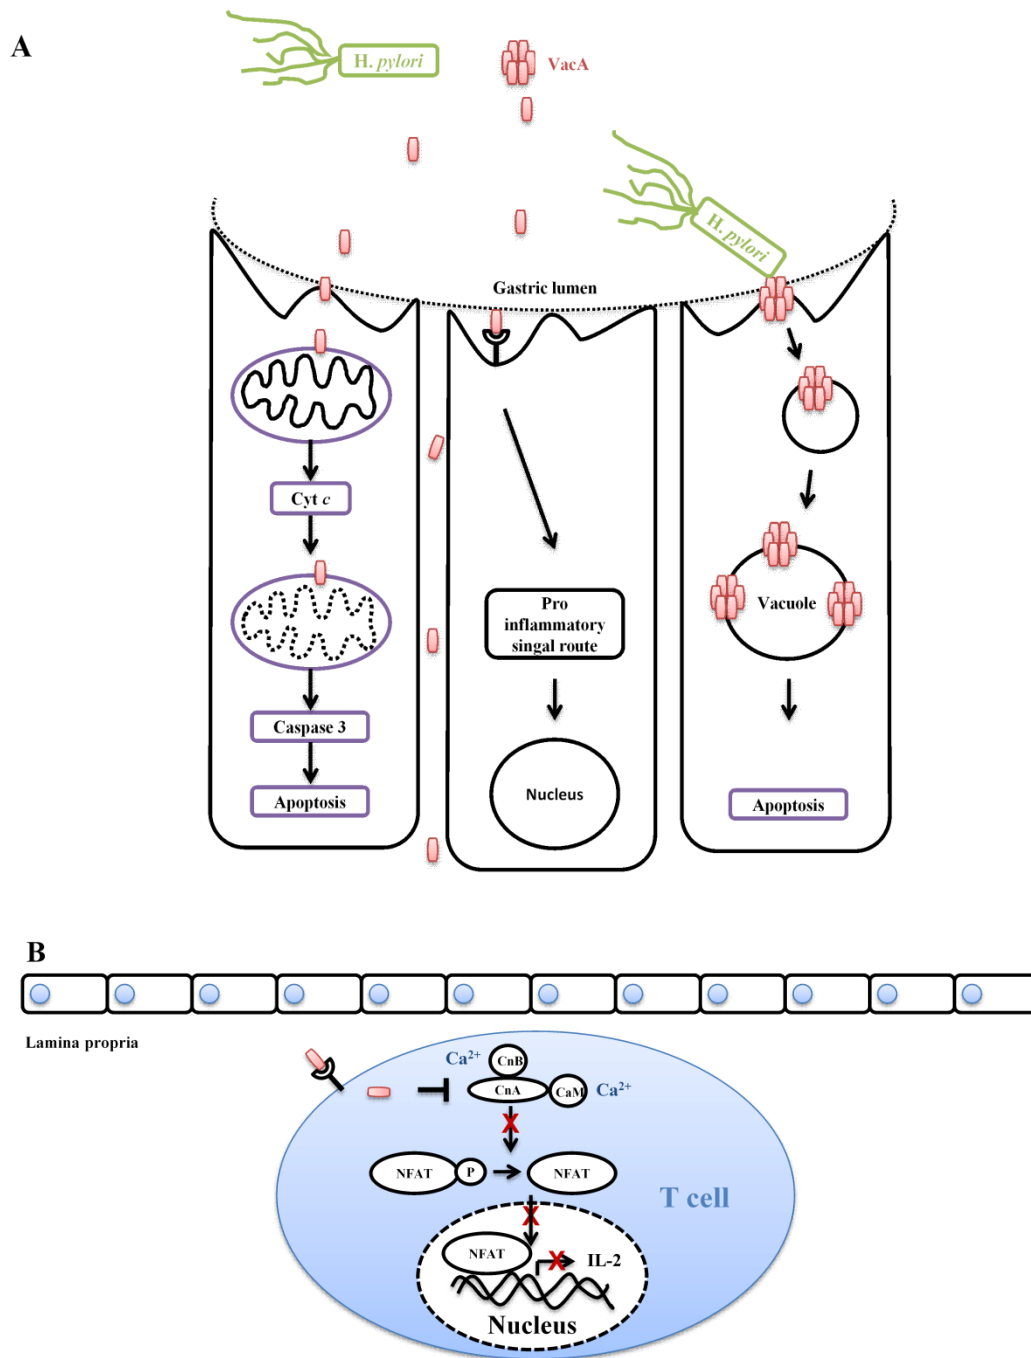 A
H. pylori
VacA
H. pylori
Gastric lumen
Cyt c
Pro
inflammatory
singal route
Vacuole
Caspase 3
Nucleus
Apoptosis
Apoptosis
B
Lamina propria
Ca²⁺
CnB
CnA
CaM
Ca²⁺
NFAT
P
NFAT
T cell
NFAT
IL-2
Nucleus